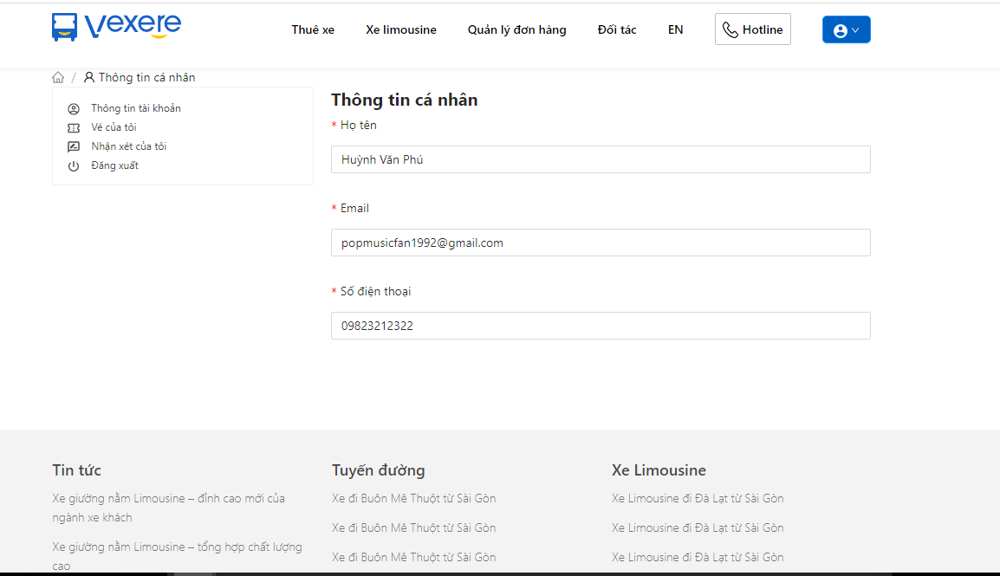 vexere
Thuê xe
Xe limousine
Quản lý đơn hàng
Đối tác
EN
Hotline
/ Thông tin cá nhân
Thông tin tài khoản
Vé của tôi
Nhận xét của tôi
Đăng xuất
Thông tin cá nhân
* Họ tên
Huỳnh Văn Phú
* Email
popmusicfan1992@gmail.com
* Số điện thoại
09823212322
Tin tức
Xe giường nằm Limousine – đỉnh cao mới của
ngành xe khách
Xe giường nằm Limousine – tổng hợp chất lượng
cao
Tuyến đường
Xe đi Buôn Mê Thuột từ Sài Gòn
Xe đi Buôn Mê Thuột từ Sài Gòn
Xe đi Buôn Mê Thuột từ Sài Gòn
Xe Limousine
Xe Limousine đi Đà Lạt từ Sài Gòn
Xe Limousine đi Đà Lạt từ Sài Gòn
Xe Limousine đi Đà Lạt từ Sài Gòn